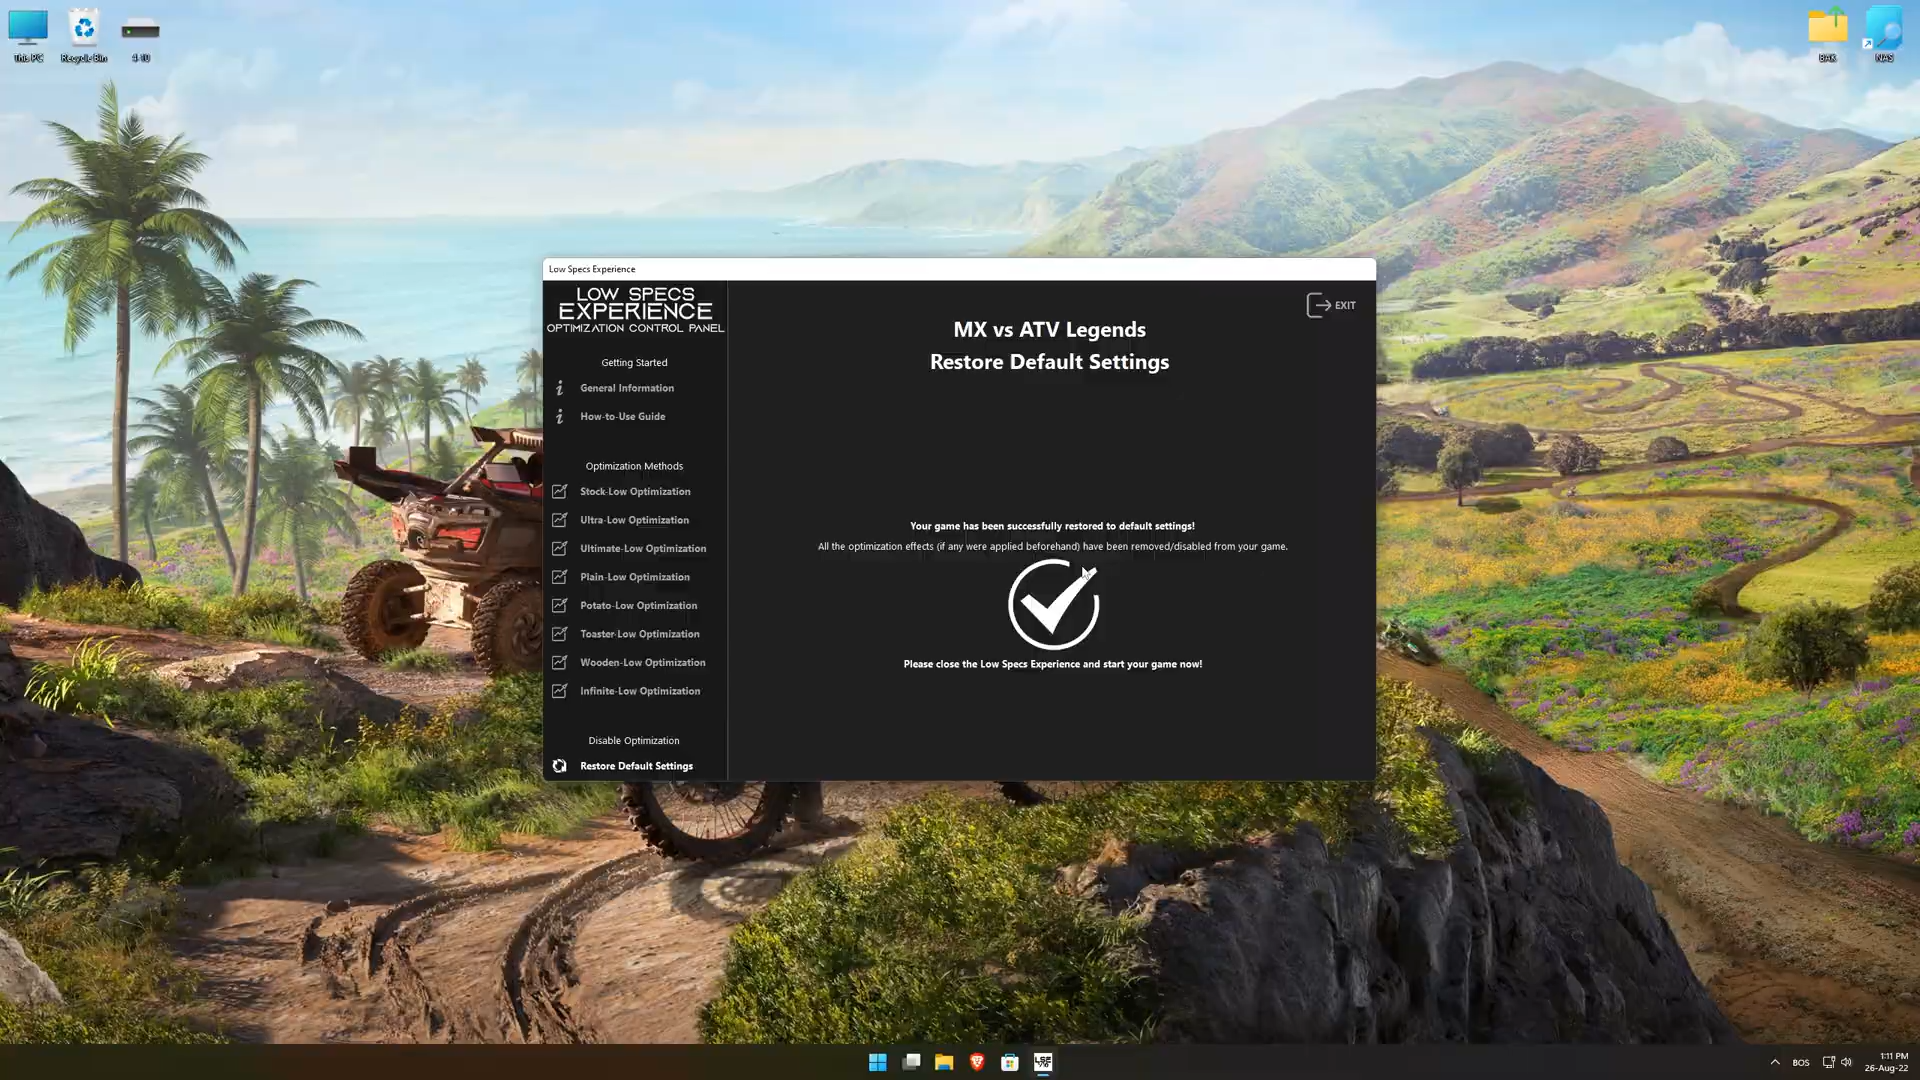 This PC
Recycle Bin
4-10
BAK
NAS
Low Specs Experience
LOW SPECS
EXPERIENCE
OPTIMIZATION CONTROL PANEL
Getting Started
General Information
How-to-Use Guide
Optimization Methods
Stock-Low Optimization
Ultra-Low Optimization
Ultimate-Low Optimization
Plain-Low Optimization
Potato-Low Optimization
Toaster-Low Optimization
Wooden-Low Optimization
Infinite-Low Optimization
Disable Optimization
Restore Default Settings
EXIT
MX vs ATV Legends
Restore Default Settings
Your game has been successfully restored to default settings!
All the optimization effects (if any were applied beforehand) have been removed/disabled from your game.
Please close the Low Specs Experience and start your game now!
BOS
1:11 PM
26-Aug-22